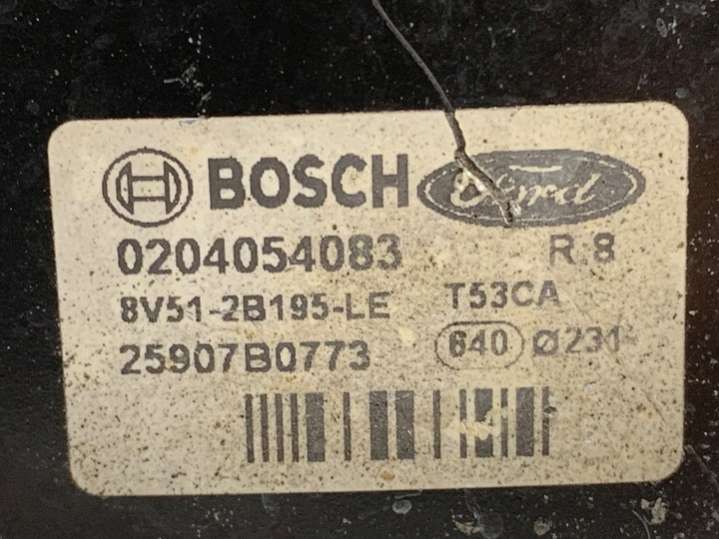 BOSCH Ford
0204054083 R 8
8V51-2B195-LE T53CA
25907B0773 640 Ø231